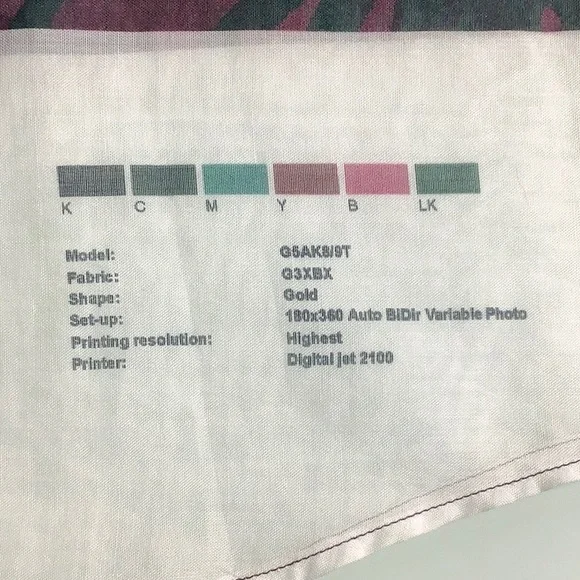 K C M Y B LK
Model: G5AK8/9T
Fabric: G3XBX
Shape: Gold
Set-up: 180x360 Auto BiDir Variable Photo
Printing resolution: Highest
Printer: Digital jet 2100